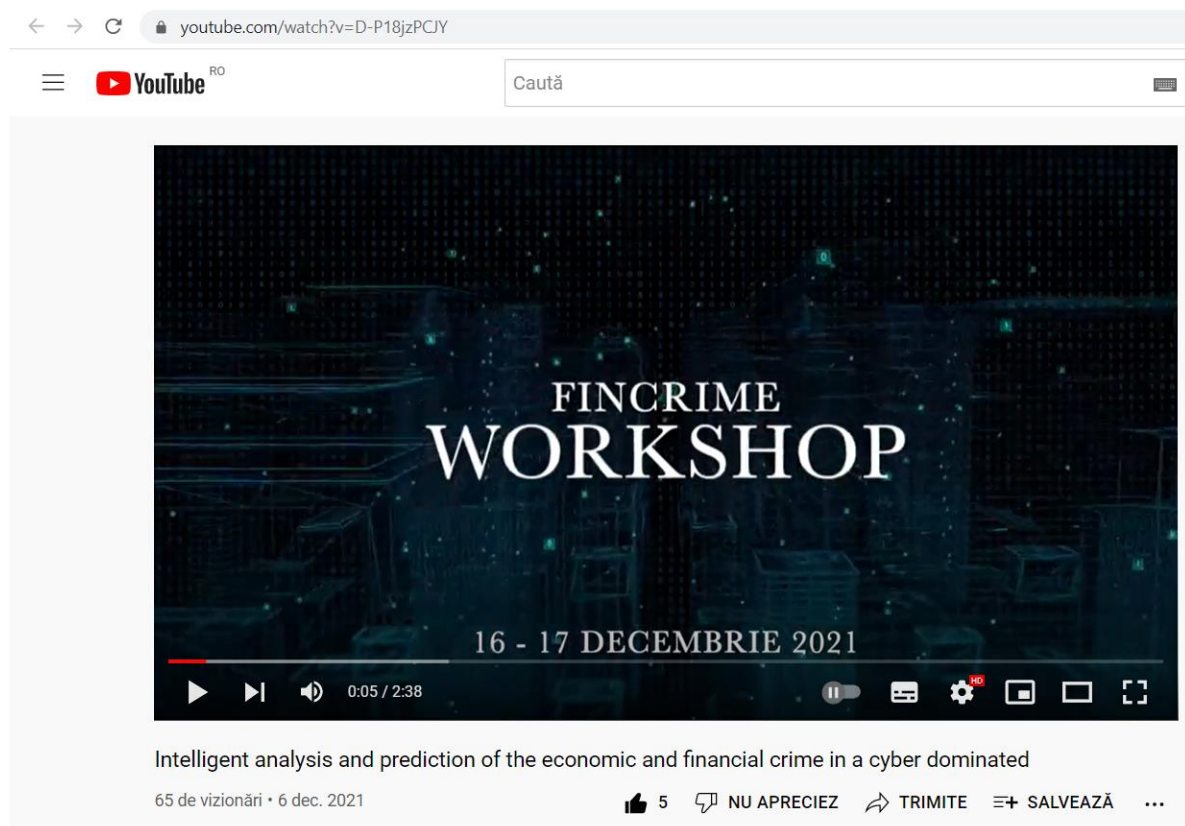 youtube.com/watch?v=D-P18jzPCJY
YouTube RO
Caută
FINCRIME
WORKSHOP
16 - 17 DECEMBRIE 2021
0:05 / 2:38
HD
Intelligent analysis and prediction of the economic and financial crime in a cyber dominated
65 de vizionări • 6 dec. 2021 5 NU APRECIEZ TRIMITE SALVEAZĂ